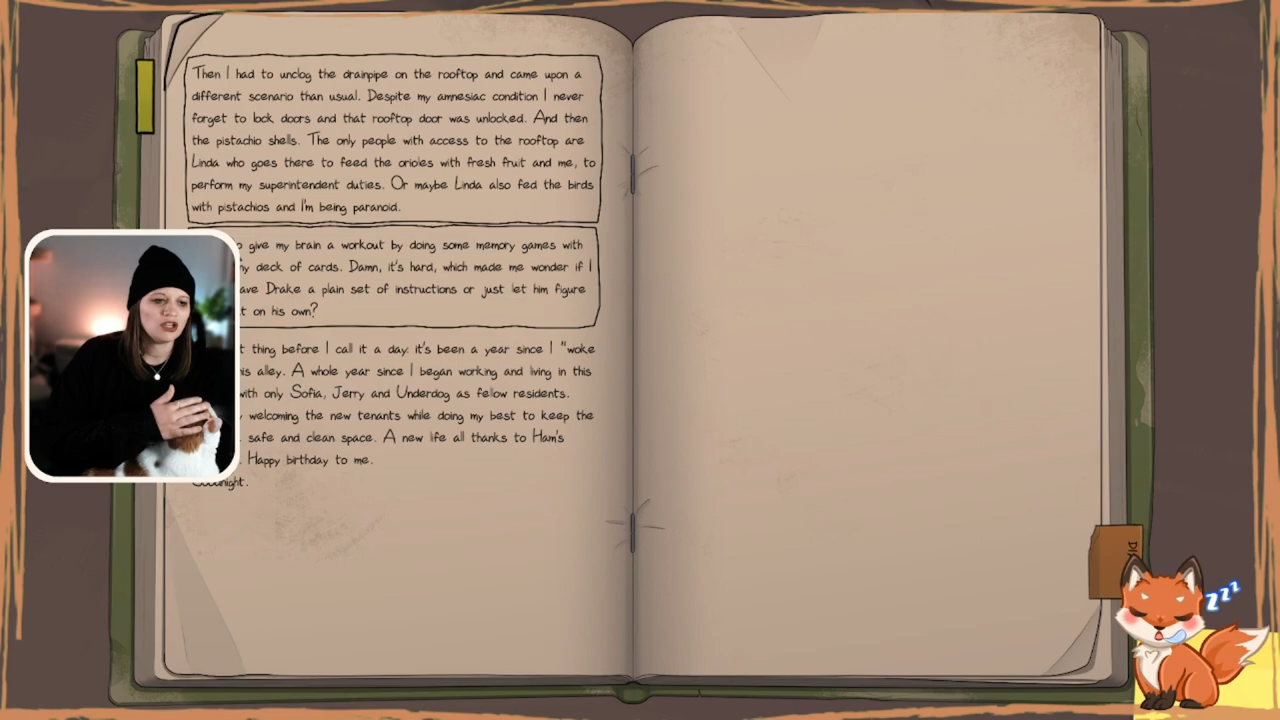 Then I had to unclog the drainpipe on the rooftop and came upon a
different scenario than usual. Despite my amnesiac condition I never
forget to lock doors and that rooftop door was unlocked. And then
the pistachio shells. The only people with access to the rooftop are
Linda who goes there to feed the orioles with fresh fruit and me, to
perform my superintendent duties. Or maybe Linda also fed the birds
with pistachios and I'm being paranoid.
give my brain a workout by doing some memory games with
deck of cards. Damn, it's hard, which made me wonder if I
Drake a plain set of instructions or just let him figure
on his own?
thing before I call it a day: it's been a year since I "woke
alley. A whole year since I began working and living in this
with only Sofia, Jerry and Underdog as fellow residents.
welcoming the new tenants while doing my best to keep the
safe and clean space. A new life all thanks to Ham's
Happy birthday to me.
Goodnight.
zzz